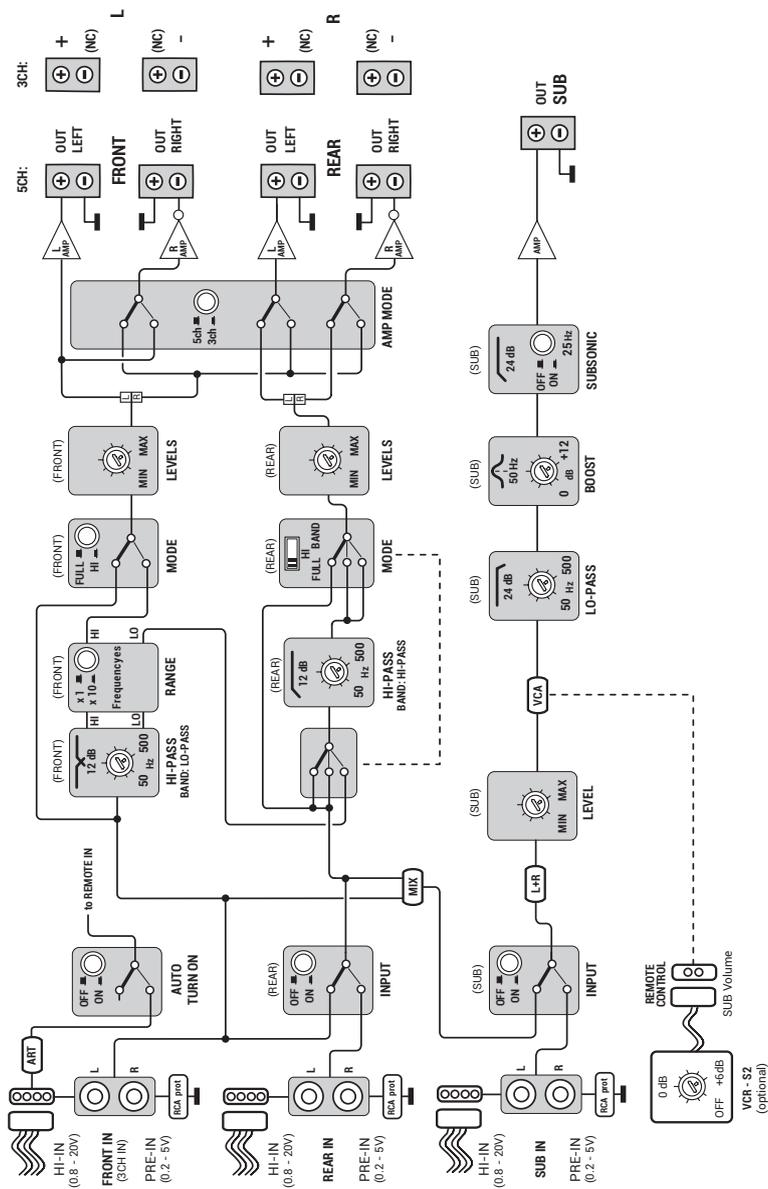 HI-IN
(0.8 - 20V)
FRONT IN
(3CH IN)
PRE-IN
(0.2 - 5V)
L
R
RCA prot
ART
OFF
ON
AUTO
TURN ON
to REMOTE IN
(FRONT)
12 dB
50 Hz 500
HI-PASS
BAND: LO-PASS
HI
LO
(FRONT)
x 1
x 10
Frequencyes
RANGE
HI
LO
(FRONT)
FULL
HI
MODE
(FRONT)
MIN MAX
LEVELS
L
R
5ch
3ch
AMP MODE
L
AMP
R
AMP
5CH:
OUT
LEFT
FRONT
OUT
RIGHT
3CH:
+
(NC)
L
(NC)
-
HI-IN
(0.8 - 20V)
REAR IN
PRE-IN
(0.2 - 5V)
L
R
RCA prot
(REAR)
OFF
ON
INPUT
MIX
(REAR)
12 dB
50 Hz 500
HI-PASS
BAND: HI-PASS
(REAR)
HI
FULL BAND
MODE
(REAR)
MIN MAX
LEVELS
L
R
L
AMP
R
AMP
OUT
LEFT
REAR
OUT
RIGHT
+
(NC)
R
(NC)
-
HI-IN
(0.8 - 20V)
SUB IN
PRE-IN
(0.2 - 5V)
L
R
RCA prot
(SUB)
OFF
ON
INPUT
L+R
(SUB)
MIN MAX
LEVEL
VCA
(SUB)
24 dB
50 Hz 500
LO-PASS
(SUB)
50 Hz
0 dB +12
BOOST
(SUB)
24 dB
OFF
ON
25 Hz
SUBSONIC
AMP
OUT
SUB
0 dB
OFF +6dB
VCR - S2
(optional)
REMOTE
CONTROL
SUB Volume